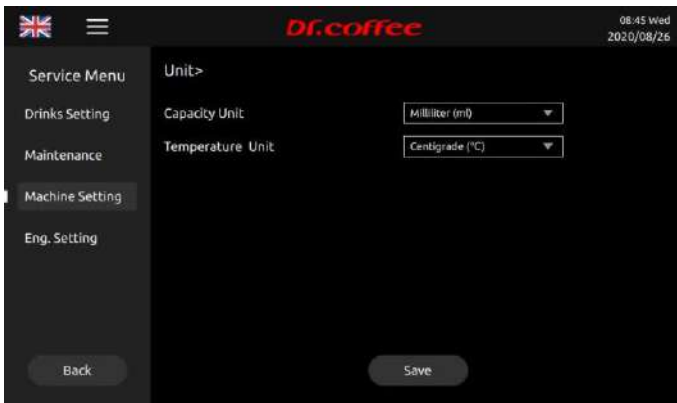 Dr.coffee
08:45 Wed
2020/08/26
Service Menu
Drinks Setting
Maintenance
Machine Setting
Eng. Setting
Back
Unit>
Capacity Unit
Milliliter (ml)
Temperature Unit
Centigrade (°C)
Save